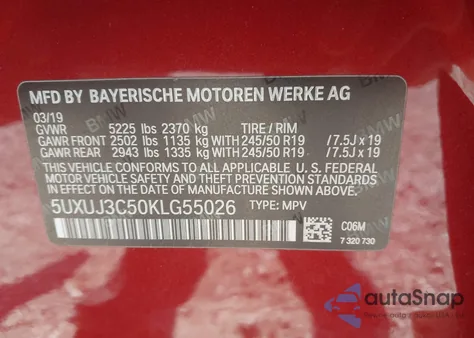 MFD BY BAYERISCHE MOTOREN WERKE AG
03/19
GVWR 5225 lbs 2370 kg TIRE / RIM
GAWR FRONT 2502 lbs 1135 kg WITH 245/50 R19 /7.5J x 19
GAWR REAR 2943 lbs 1335 kg WITH 245/50 R19 /7.5J x 19
THIS VEHICLE CONFORMS TO ALL APPLICABLE
U.S. FEDERAL MOTOR VEHICLE SAFETY STANDARDS
IN EFFECT ON THE DATE OF MANUFACTURE
SHOWN ABOVE.
5UXUJ3C50KLG55026 TYPE: MPV
C06M
7 320 730
autoSnap